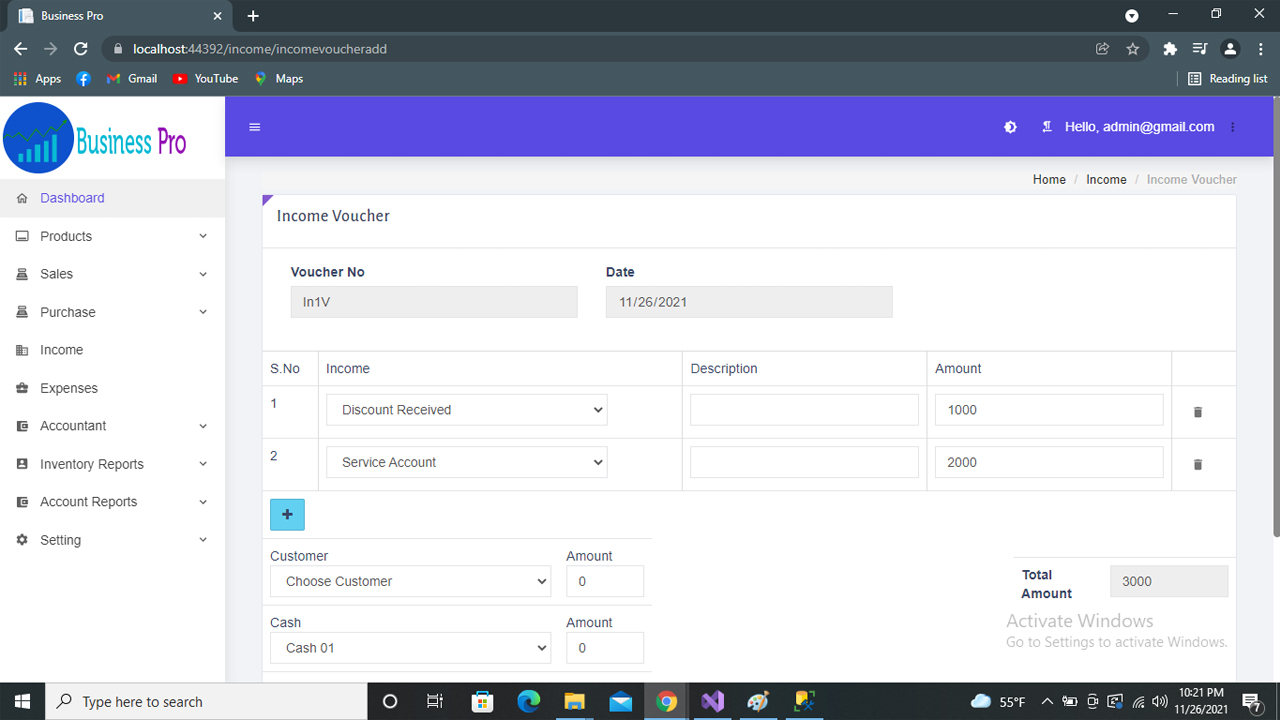 Business Pro
localhost:44392/income/incomevoucheradd
Apps Gmail YouTube Maps Reading list
Business Pro
Hello, admin@gmail.com
Home / Income / Income Voucher
Dashboard
Products
Sales
Purchase
Income
Expenses
Accountant
Inventory Reports
Account Reports
Setting
Income Voucher
Voucher No Date
In1V 11/26/2021
S.No Income Description Amount
1 Discount Received 1000
2 Service Account 2000
+
Customer Amount
Choose Customer 0
Cash Amount
Cash 01 0
Total
Amount
3000
Activate Windows
Go to Settings to activate Windows.
Type here to search
55°F
10:21 PM
11/26/2021
7